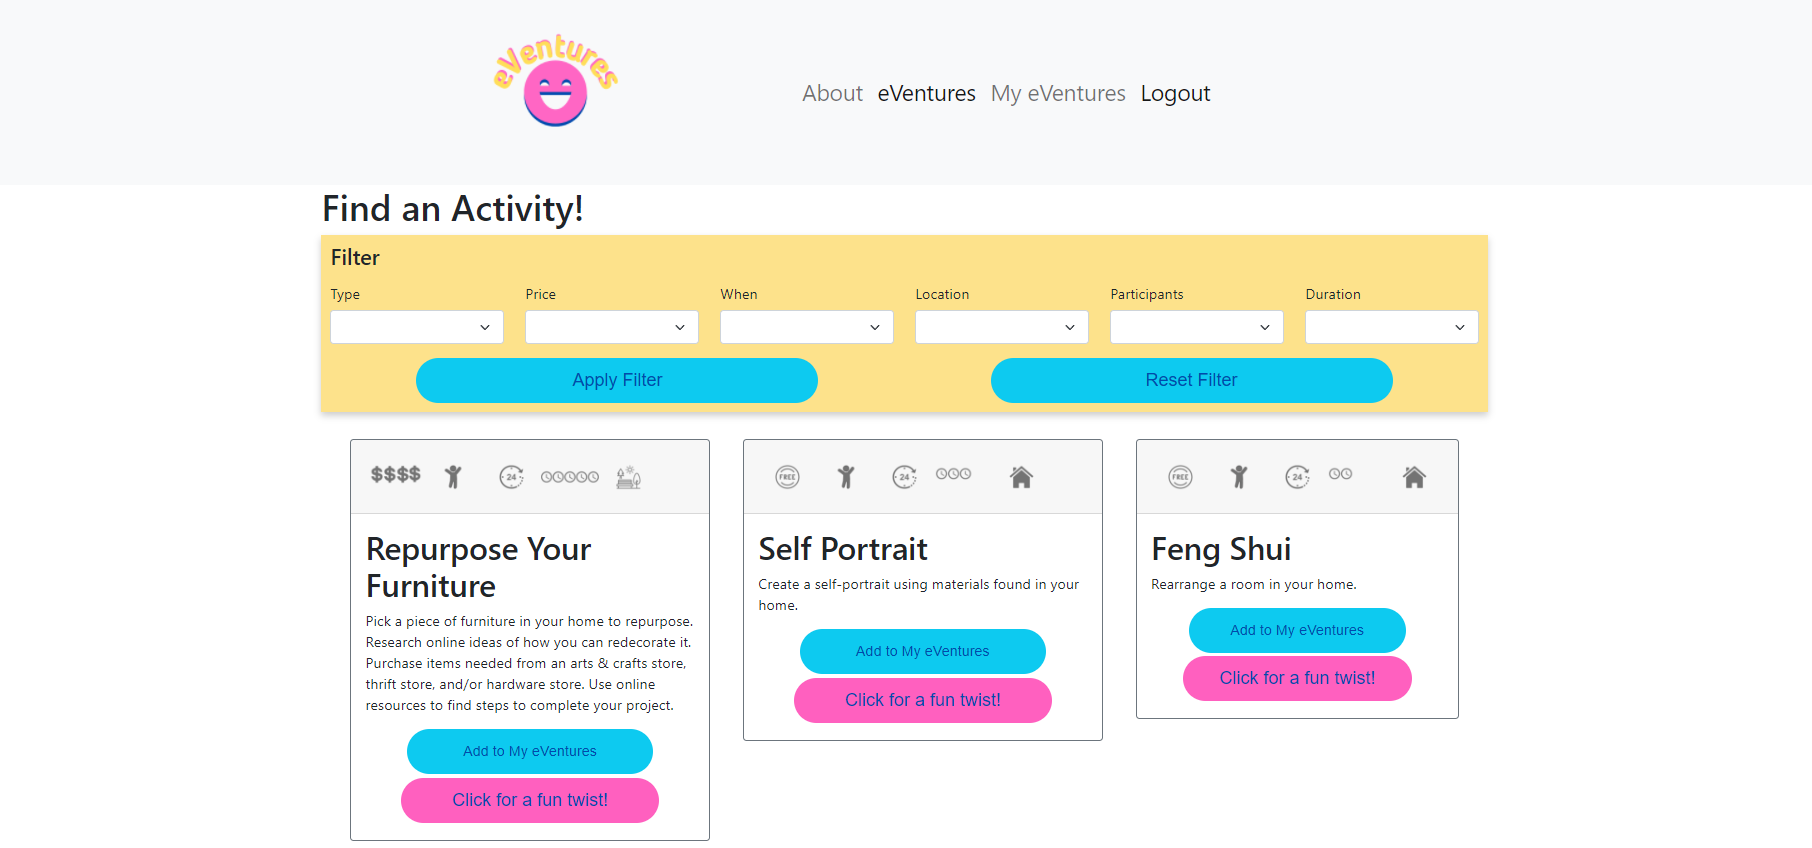 eVentures
About eVentures My eVentures Logout
Find an Activity!
Filter
Type Price When Location Participants Duration
Apply Filter Reset Filter
$$$$ 24
FREE 24
FREE 24
Repurpose Your
Furniture
Pick a piece of furniture in your home to repurpose.
Research online ideas of how you can redecorate it.
Purchase items needed from an arts & crafts store,
thrift store, and/or hardware store. Use online
resources to find steps to complete your project.
Add to My eVentures
Click for a fun twist!
Self Portrait
Create a self-portrait using materials found in your
home.
Add to My eVentures
Click for a fun twist!
Feng Shui
Rearrange a room in your home.
Add to My eVentures
Click for a fun twist!